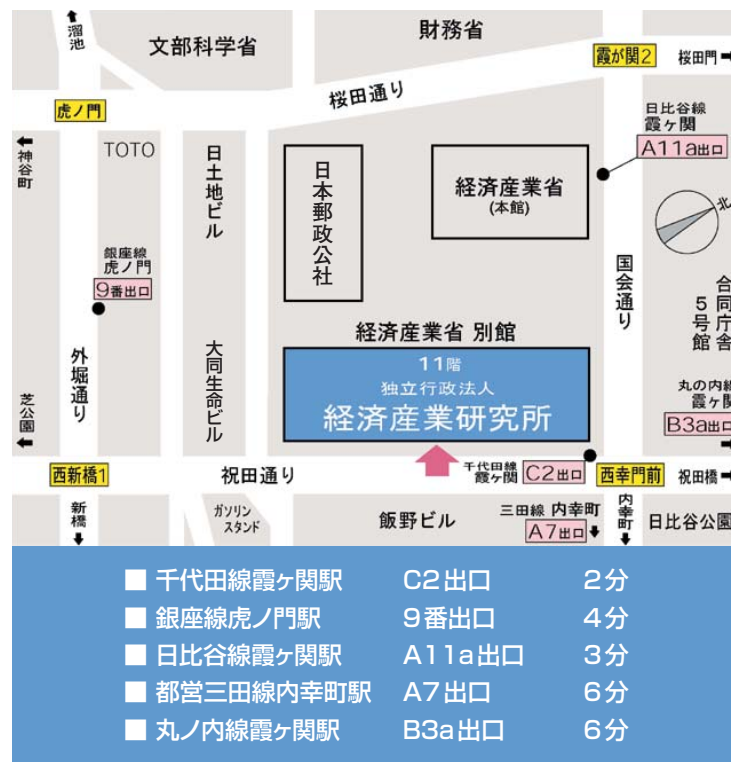 溜池
文部科学省
財務省
霞が関2
桜田門
虎ノ門
桜田通り
日比谷線
霞ヶ関
A11a出口
神谷町
TOTO
日土地ビル
日本郵政公社
経済産業省
(本館)
北
銀座線
虎ノ門
9番出口
国会通り
合同庁舎
5号館
外堀通り
大同生命ビル
経済産業省 別館
11階
独立行政法人
経済産業研究所
丸の内線
霞ヶ関
B3a出口
芝公園
西新橋1
祝田通り
千代田線
霞ヶ関
C2出口
西幸門前
祝田橋
新橋
ガソリン
スタンド
飯野ビル
三田線 内幸町
A7出口
内幸町
日比谷公園
■ 千代田線霞ヶ関駅 C2出口 2分
■ 銀座線虎ノ門駅 9番出口 4分
■ 日比谷線霞ヶ関駅 A11a出口 3分
■ 都営三田線内幸町駅 A7出口 6分
■ 丸ノ内線霞ヶ関駅 B3a出口 6分